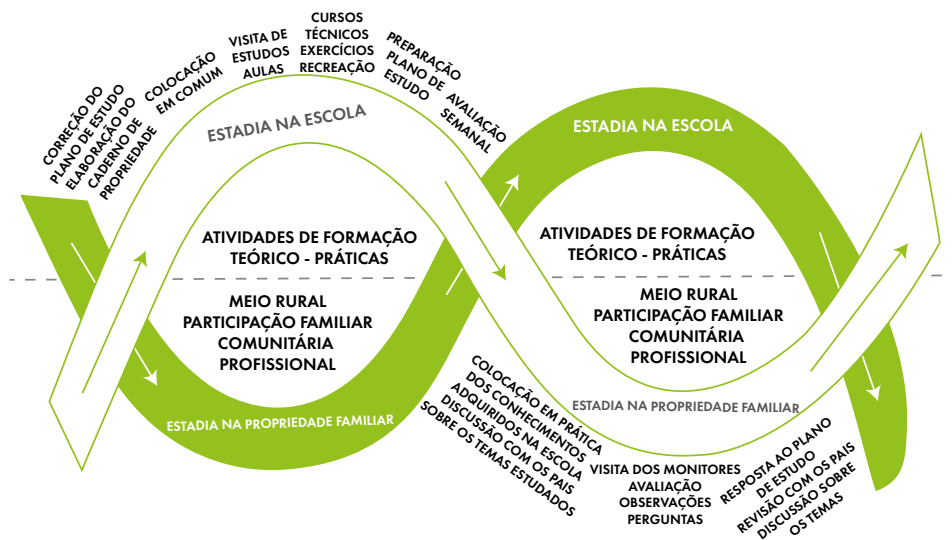 CORREÇÃO DO
PLANO DE ESTUDO
ELABORAÇÃO DO
CADERNO DE
PROPRIEDADE
COLOCAÇÃO
EM COMUM
VISITA DE
ESTUDOS
AULAS
CURSOS
TÉCNICOS
EXERCÍCIOS
RECREAÇÃO
PREPARAÇÃO
PLANO DE
ESTUDO
AVALIAÇÃO
SEMANAL
ESTADIA NA ESCOLA
ESTADIA NA ESCOLA
ATIVIDADES DE FORMAÇÃO
TEÓRICO - PRÁTICAS
ATIVIDADES DE FORMAÇÃO
TEÓRICO - PRÁTICAS
MEIO RURAL
PARTICIPAÇÃO FAMILIAR
COMUNITÁRIA
PROFISSIONAL
MEIO RURAL
PARTICIPAÇÃO FAMILIAR
COMUNITÁRIA
PROFISSIONAL
ESTADIA NA PROPRIEDADE FAMILIAR
ESTADIA NA PROPRIEDADE FAMILIAR
COLOCAÇÃO EM PRÁTICA
DOS CONHECIMENTOS
ADQUIRIDOS NA ESCOLA
DISCUSSÃO COM OS PAIS
SOBRE OS TEMAS ESTUDADOS
VISITA DOS MONITORES
AVALIAÇÃO
OBSERVAÇÕES
PERGUNTAS
RESPOSTA AO PLANO
DE ESTUDO
REVISÃO COM OS PAIS
DISCUSSÃO SOBRE
OS TEMAS